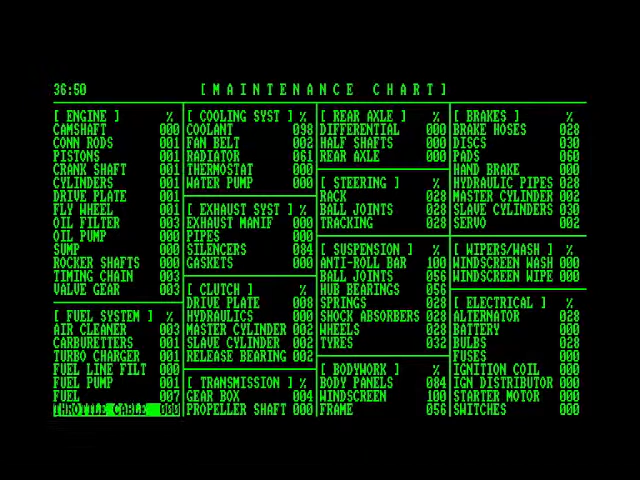 36:50 [MAINTENANCE CHART]
[ ENGINE ] %
CAMSHAFT 000
CONN RODS 001
PISTONS 001
CRANK SHAFT 001
CYLINDERS 001
DRIVE PLATE 001
FLY WHEEL 001
OIL FILTER 003
OIL PUMP 000
SUMP 000
ROCKER SHAFTS 000
TIMING CHAIN 003
VALVE GEAR 003
[ FUEL SYSTEM ] %
AIR CLEANER 003
CARBURETTERS 001
TURBO CHARGER 001
FUEL LINE FILT 000
FUEL PUMP 001
FUEL 007
THROTTLE CABLE 000
[ COOLING SYST ] %
COOLANT 098
FAN BELT 002
RADIATOR 061
THERMOSTAT 000
WATER PUMP 000
[ EXHAUST SYST ] %
EXHAUST MANIF 000
PIPES 000
SILENCERS 084
GASKETS 000
[ CLUTCH ] %
DRIVE PLATE 008
HYDRAULICS 000
MASTER CYLINDER 002
SLAVE CYLINDER 002
RELEASE BEARING 002
[ TRANSMISSION ] %
GEAR BOX 004
PROPELLER SHAFT 000
[ REAR AXLE ] %
DIFFERENTIAL 000
HALF SHAFTS 000
REAR AXLE 000
[ STEERING ] %
RACK 028
BALL JOINTS 028
TRACKING 028
[ SUSPENSION ] %
ANTI-ROLL BAR 100
BALL JOINTS 056
HUB BEARINGS 056
SPRINGS 028
SHOCK ABSORBERS 028
WHEELS 028
TYRES 032
[ BODYWORK ] %
BODY PANELS 084
WINDSCREEN 100
FRAME 056
[ BRAKES ] %
BRAKE HOSES 028
DISCS 030
PADS 060
HAND BRAKE 000
HYDRAULIC PIPES 028
MASTER CYLINDER 002
SLAVE CYLINDERS 030
SERVO 002
[ WIPERS/WASH ] %
WINDSCREEN WASH 000
WINDSCREEN WIPE 000
[ ELECTRICAL ] %
ALTERNATOR 028
BATTERY 000
BULBS 028
FUSES 000
IGNITION COIL 000
IGN DISTRIBUTOR 000
STARTER MOTOR 000
SWITCHES 000